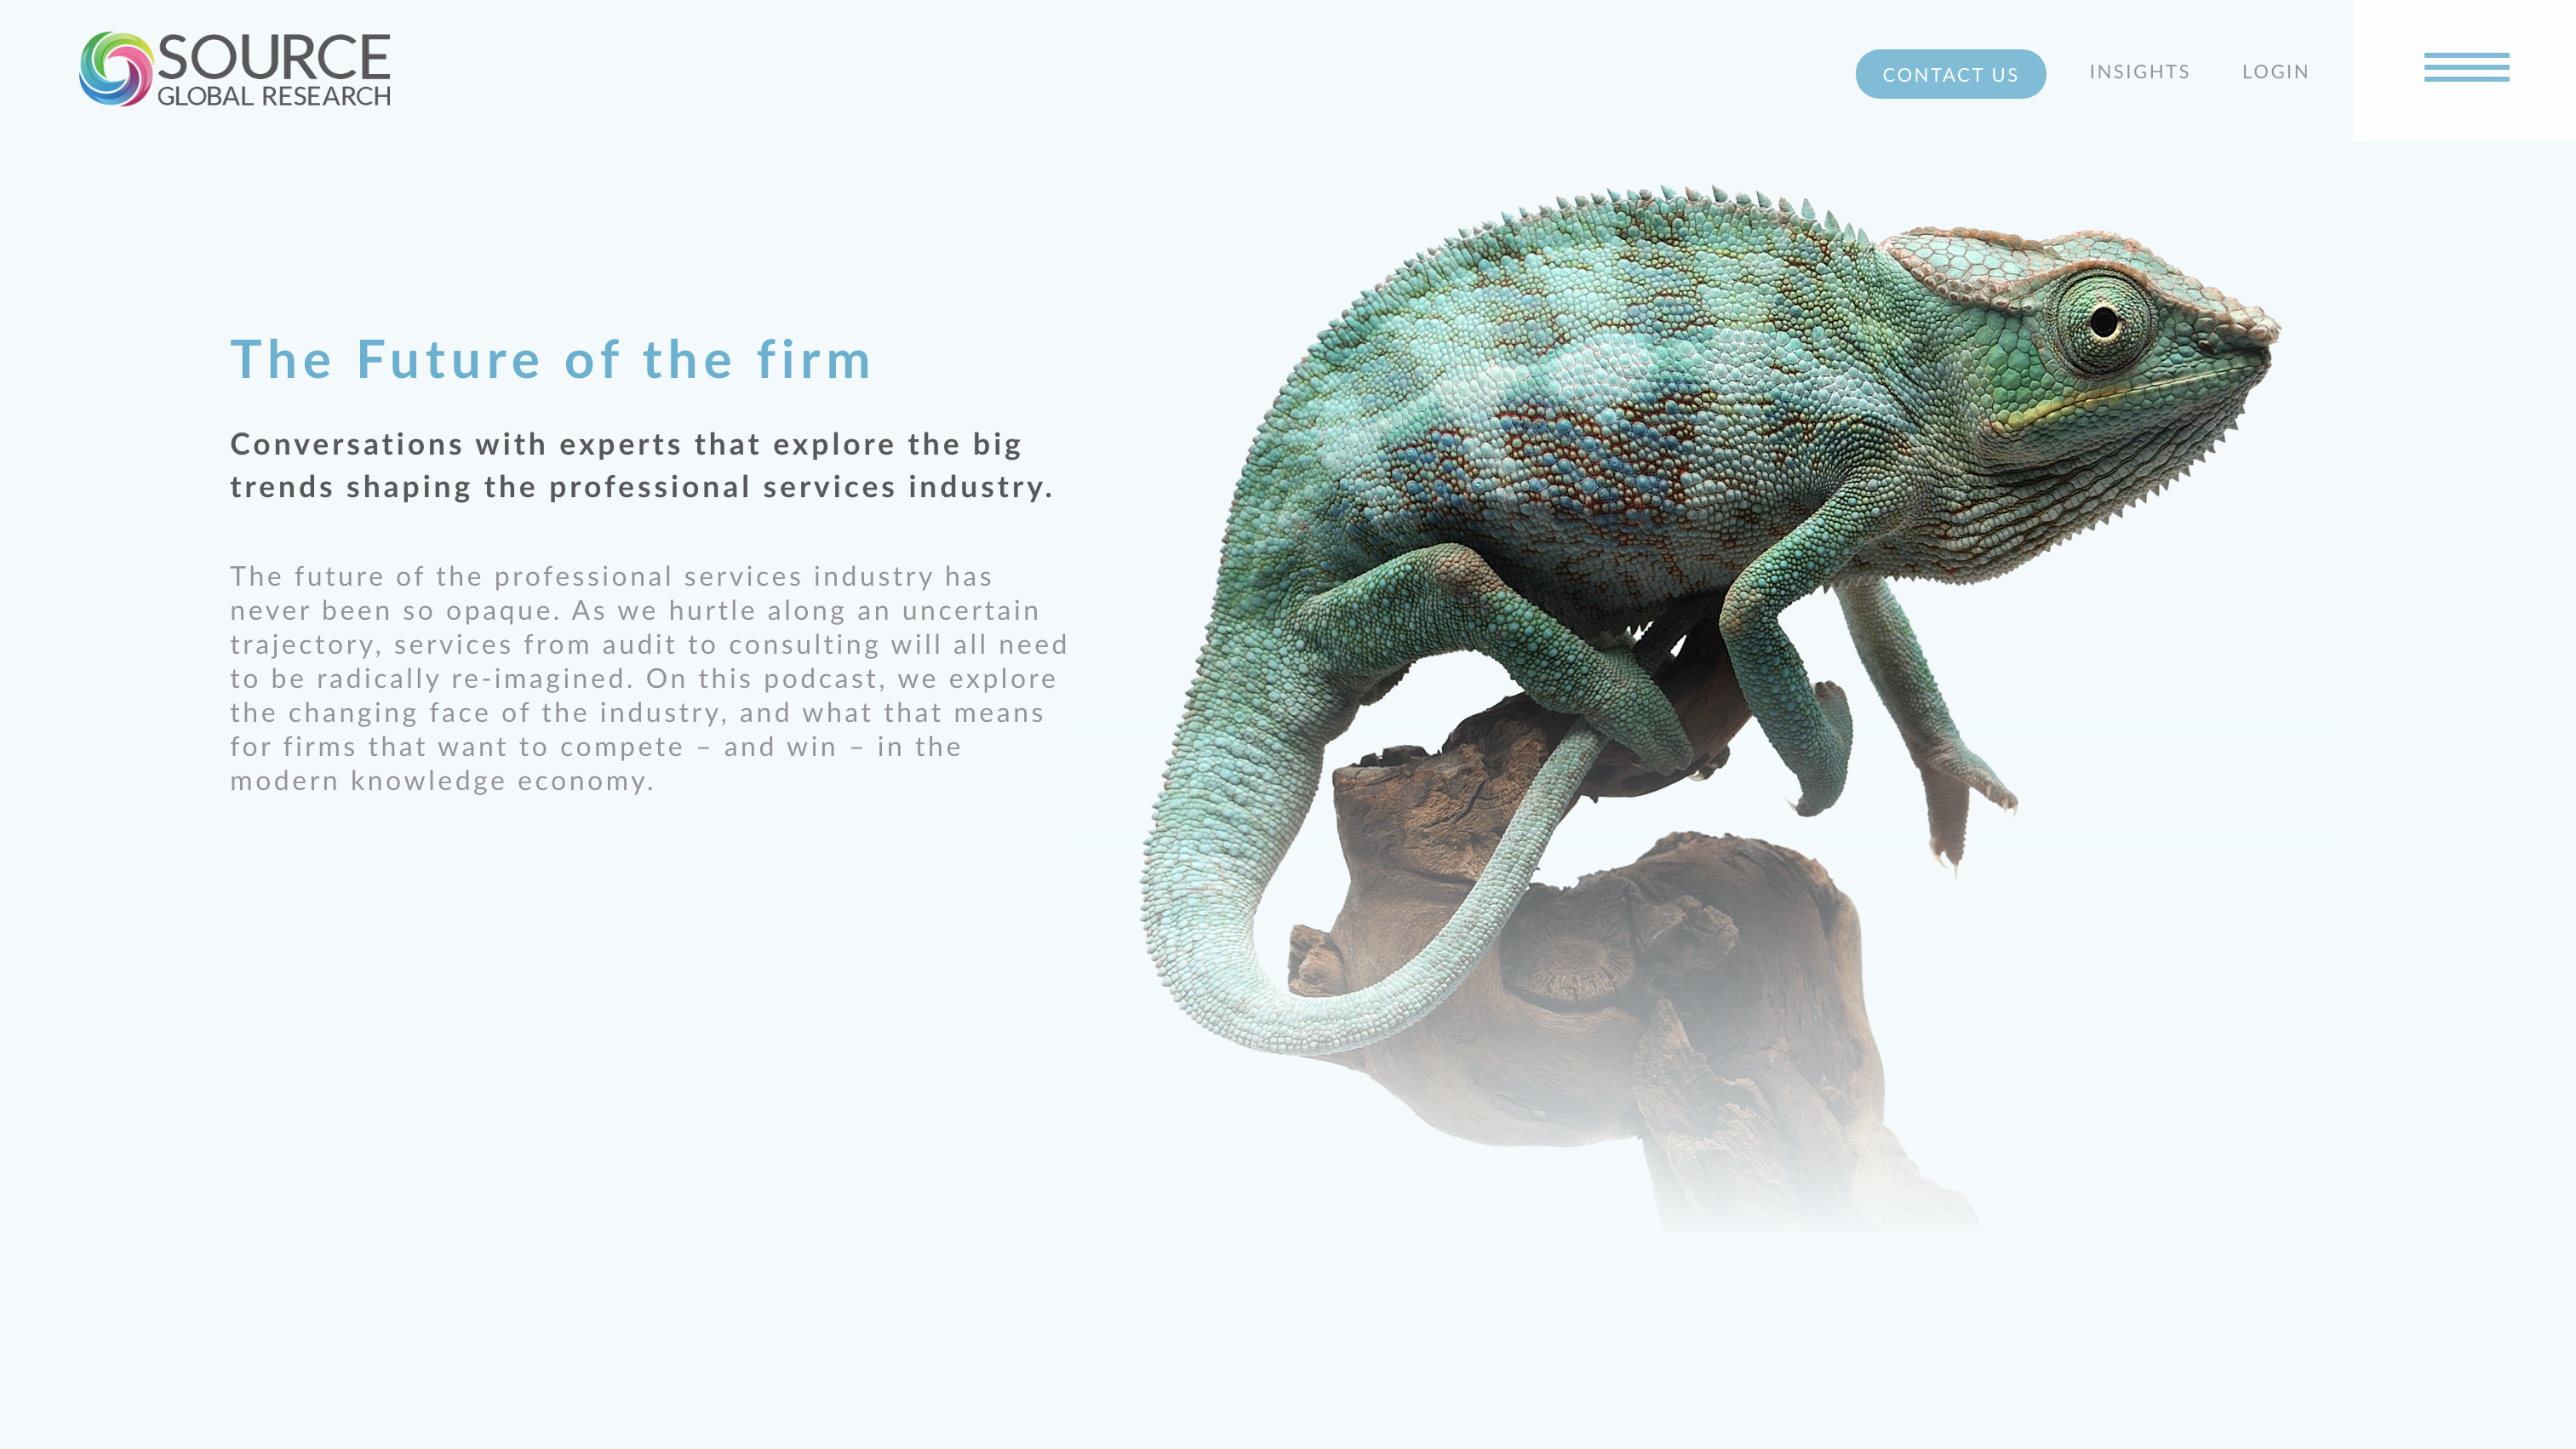 SOURCE
GLOBAL RESEARCH
CONTACT US
INSIGHTS
LOGIN
The Future of the firm
Conversations with experts that explore the big
trends shaping the professional services industry.
The future of the professional services industry has
never been so opaque. As we hurtle along an uncertain
trajectory, services from audit to consulting will all need
to be radically re-imagined. On this podcast, we explore
the changing face of the industry, and what that means
for firms that want to compete – and win – in the
modern knowledge economy.